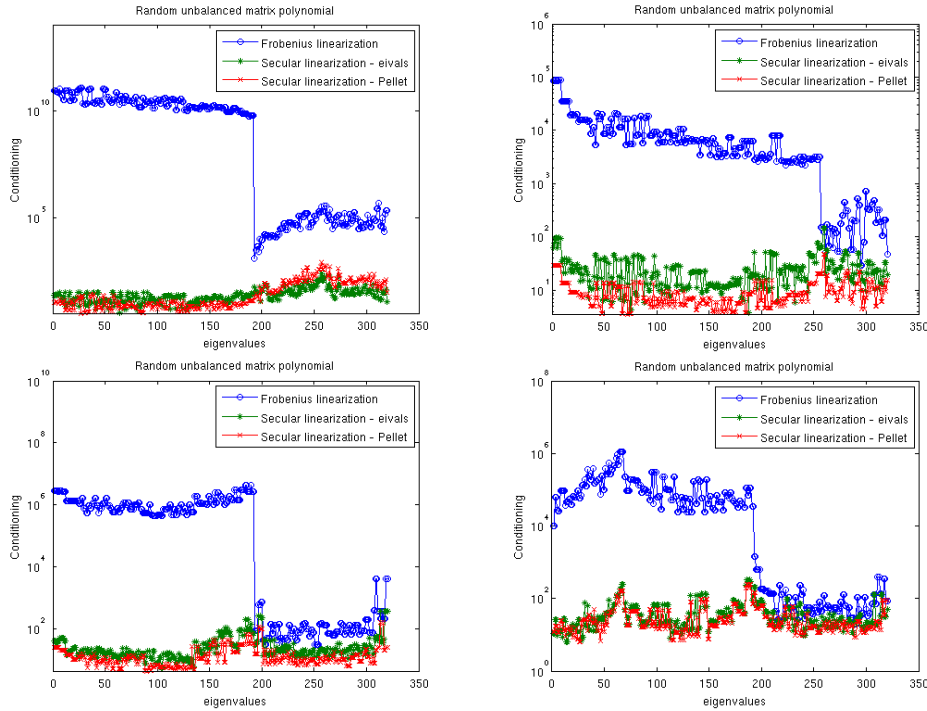 Random unbalanced matrix polynomial
Frobenius linearization
Secular linearization - eivals
Secular linearization - Pellet
10^10
10^5
Conditioning
0 50 100 150 200 250 300 350
eigenvalues
Random unbalanced matrix polynomial
Frobenius linearization
Secular linearization - eivals
Secular linearization - Pellet
10^6
10^5
10^4
10^3
10^2
10^1
Conditioning
0 50 100 150 200 250 300 350
eigenvalues
Random unbalanced matrix polynomial
Frobenius linearization
Secular linearization - eivals
Secular linearization - Pellet
10^10
10^8
10^6
10^4
10^2
Conditioning
0 50 100 150 200 250 300 350
eigenvalues
Random unbalanced matrix polynomial
Frobenius linearization
Secular linearization - eivals
Secular linearization - Pellet
10^8
10^6
10^4
10^2
10^0
Conditioning
0 50 100 150 200 250 300 350
eigenvalues